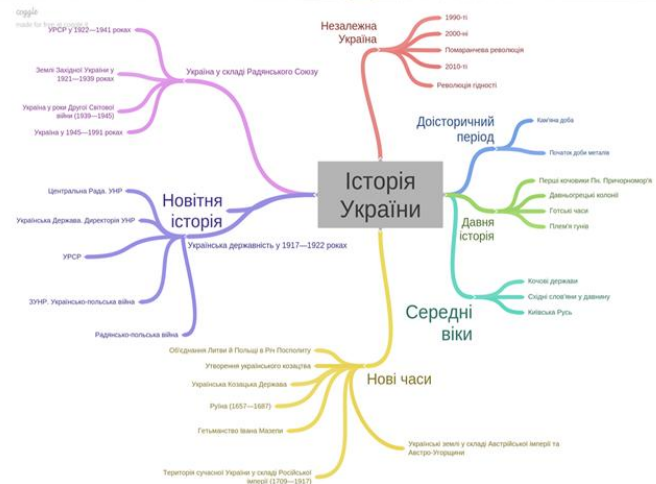 coggle
made for free at coggle.it
Історія
України
Незалежна
Україна
1990-ті
2000-ні
Помаранчева революція
2010-ті
Революція гідності
Доісторичний
період
Кам'яна доба
Початок доби металів
Давня
історія
Перші кочовики Пн. Причорномор'я
Давньогрецькі колонії
Готські часи
Плем'я гунів
Середні
віки
Кочові держави
Східні слов'яни у давнину
Київська Русь
Нові часи
Об'єднання Литви й Польщі в Річ Посполиту
Утворення українського козацтва
Українська Козацька Держава
Руїна (1657—1687)
Гетьманство Івана Мазепи
Територія сучасної України у складі Російської
імперії (1709—1917)
Українські землі у складі Австрійської імперії та
Австро-Угорщини
Новітня
історія
Українська державність у 1917—1922 роках
Центральна Рада. УНР
Українська Держава. Директорія УНР
УРСР
ЗУНР. Українсько-польська війна
Радянсько-польська війна
Україна у складі Радянського Союзу
УРСР у 1922—1941 роках
Землі Західної України у
1921—1939 роках
Україна у роки Другої Світової
війни (1939—1945)
Україна у 1945—1991 роках